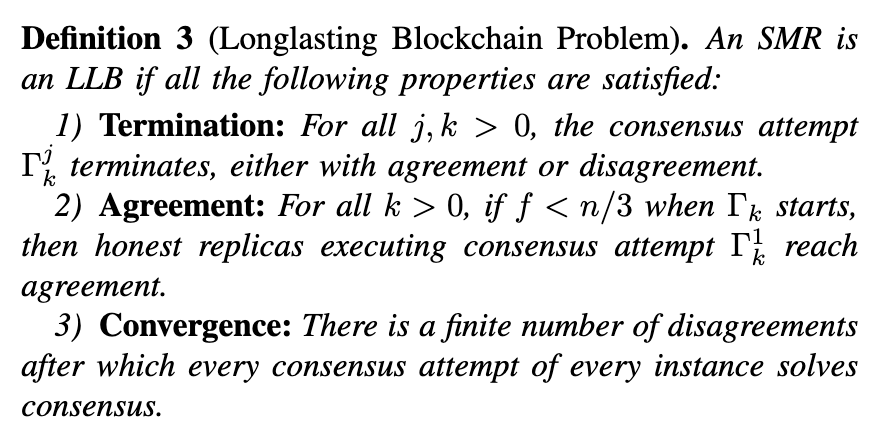 Definition 3 (Longlasting Blockchain Problem). An SMR is
an LLB if all the following properties are satisfied:
1) Termination: For all j, k > 0, the consensus attempt
Γ_k^j terminates, either with agreement or disagreement.
2) Agreement: For all k > 0, if f < n/3 when Γ_k starts,
then honest replicas executing consensus attempt Γ_k^1 reach
agreement.
3) Convergence: There is a finite number of disagreements
after which every consensus attempt of every instance solves
consensus.